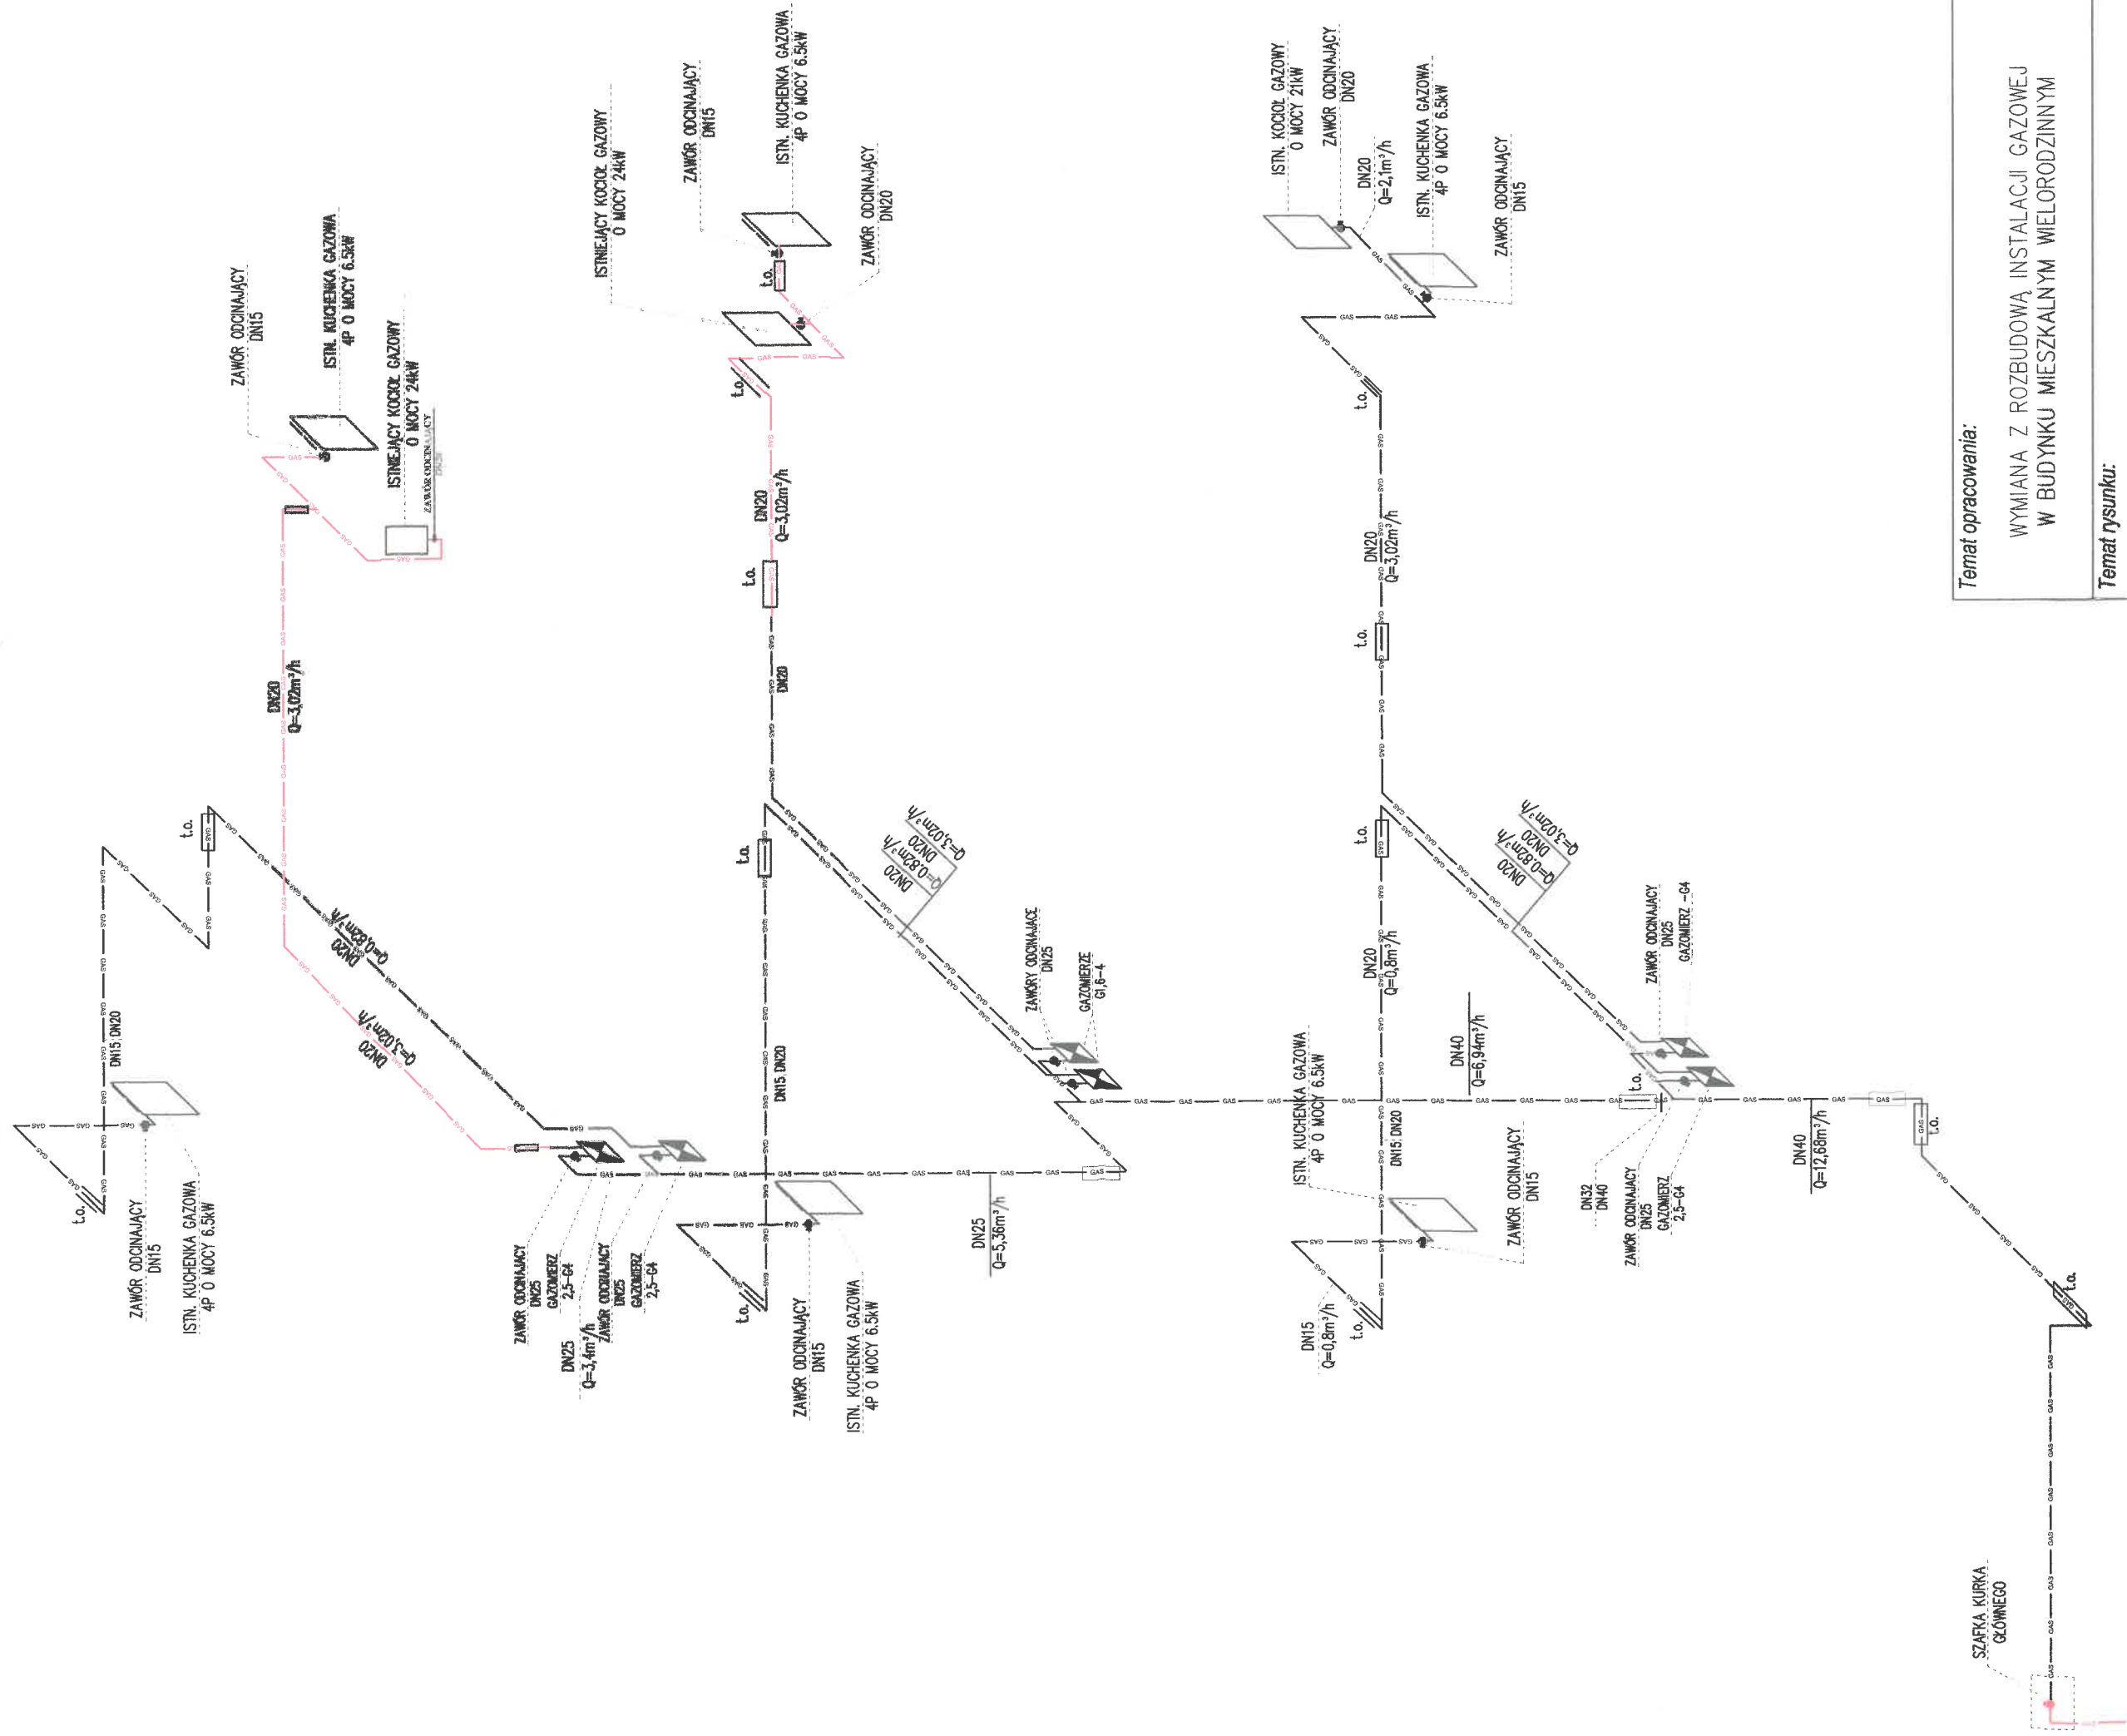 ZAWÓR ODCINAJĄCY
DN15
ISTN. KUCHENKA GAZOWA
4P O MOCY 6.5kW
t.o.
DN15; DN20
t.o.
DN20
Q=0,82m³/h
DN20
Q=3,02m³/h
DN20
Q=3,02m³/h
ZAWÓR ODCINAJĄCY
DN15
ISTN. KUCHENKA GAZOWA
4P O MOCY 6.5kW
ISTNIEJĄCY KOCIOŁ GAZOWY
O MOCY 24kW
ZAWÓR ODCINAJĄCY
ZAWÓR ODCINAJĄCY
DN25
GAZOMIERZ
2,5-G4
DN25
Q=3,4m³/h
ZAWÓR ODCINAJĄCY
DN25
GAZOMIERZ
2,5-G4
t.o.
ZAWÓR ODCINAJĄCY
DN15
ISTN. KUCHENKA GAZOWA
4P O MOCY 6.5kW
DN15; DN20
t.o.
DN20
t.o.
DN20
Q=3,02m³/h
t.o.
t.o.
ISTNIEJĄCY KOCIOŁ GAZOWY
O MOCY 24kW
ZAWÓR ODCINAJĄCY
DN15
ISTN. KUCHENKA GAZOWA
4P O MOCY 6.5kW
ZAWÓR ODCINAJĄCY
DN20
DN20
Q=0,82m³/h
DN20
Q=3,02m³/h
DN25
Q=5,36m³/h
ZAWORY ODCINAJĄCE
DN25
GAZOMIERZE
G1,6-4
DN15
Q=0,8m³/h
t.o.
ISTN. KUCHENKA GAZOWA
4P O MOCY 6.5kW
DN15; DN20
ZAWÓR ODCINAJĄCY
DN15
DN20
Q=0,8m³/h
DN40
Q=6,94m³/h
t.o.
t.o.
DN20
Q=3,02m³/h
t.o.
ISTN. KOCIOŁ GAZOWY
O MOCY 21kW
ZAWÓR ODCINAJĄCY
DN20
DN20
Q=2,1m³/h
ISTN. KUCHENKA GAZOWA
4P O MOCY 6.5kW
ZAWÓR ODCINAJĄCY
DN15
DN20
Q=0,82m³/h
DN20
Q=3,02m³/h
t.o.
ZAWÓR ODCINAJĄCY
DN25
GAZOMIERZ -G4
DN32
DN40
ZAWÓR ODCINAJĄCY
DN25
GAZOMIERZ
2,5-G4
DN40
Q=12,68m³/h
t.o.
t.o.
SZAFKA KURKA
GŁÓWNEGO
Temat opracowania:
WYMIANA Z ROZBUDOWĄ INSTALACJI GAZOWEJ
W BUDYNKU MIESZKALNYM WIELORODZINNYM
Temat rysunku: